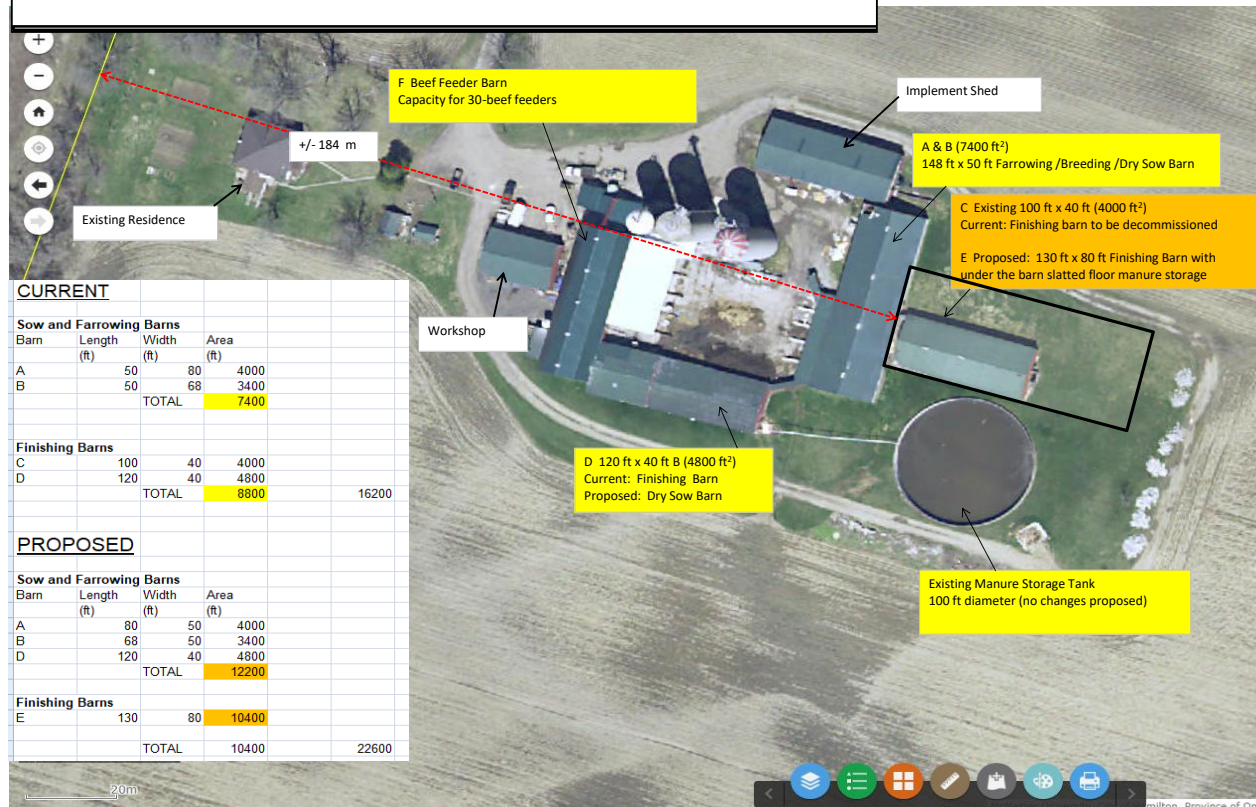 F Beef Feeder Barn
Capacity for 30-beef feeders
Implement Shed
+/- 184 m
A & B (7400 ft²)
148 ft x 50 ft Farrowing /Breeding /Dry Sow Barn
Existing Residence
C Existing 100 ft x 40 ft (4000 ft²)
Current: Finishing barn to be decommissioned
E Proposed: 130 ft x 80 ft Finishing Barn with
under the barn slatted floor manure storage
Workshop
D 120 ft x 40 ft B (4800 ft²)
Current: Finishing Barn
Proposed: Dry Sow Barn
Existing Manure Storage Tank
100 ft diameter (no changes proposed)
CURRENT
Sow and Farrowing Barns
Barn Length Width Area
(ft) (ft) (ft)
A 50 80 4000
B 50 68 3400
TOTAL 7400
Finishing Barns
C 100 40 4000
D 120 40 4800
TOTAL 8800 16200
PROPOSED
Sow and Farrowing Barns
Barn Length Width Area
(ft) (ft) (ft)
A 80 50 4000
B 68 50 3400
D 120 40 4800
TOTAL 12200
Finishing Barns
E 130 80 10400
TOTAL 10400 22600
20m